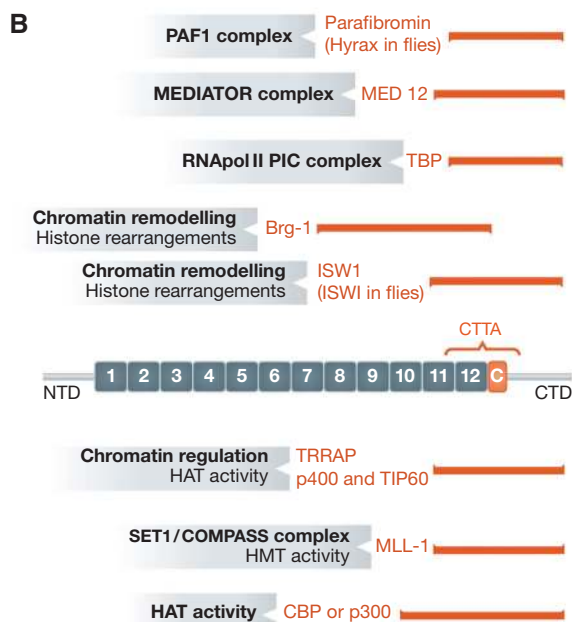 B
PAF1 complex
Parafibromin
(Hyrax in flies)
MEDIATOR complex
MED 12
RNApol II PIC complex
TBP
Chromatin remodelling
Histone rearrangements
Brg-1
Chromatin remodelling
Histone rearrangements
ISW1
(ISWI in flies)
CTTA
NTD
1 2 3 4 5 6 7 8 9 10 11 12 C
CTD
Chromatin regulation
HAT activity
TRRAP
p400 and TIP60
SET1/COMPASS complex
HMT activity
MLL-1
HAT activity
CBP or p300